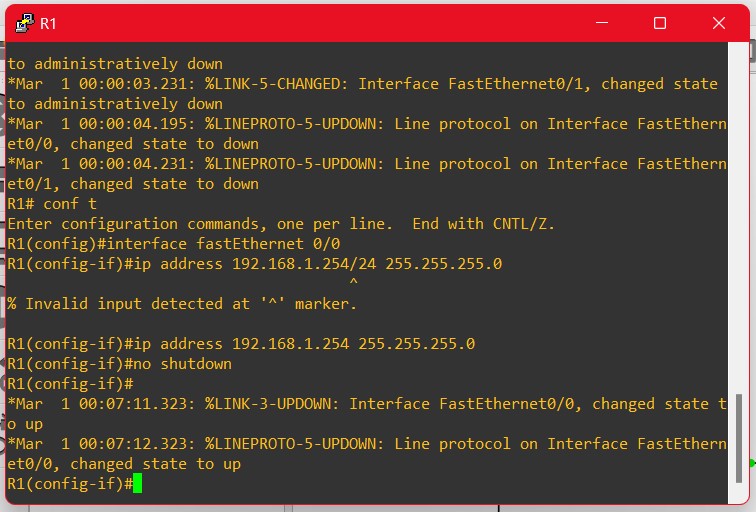 R1
to administratively down
*Mar  1 00:00:03.231: %LINK-5-CHANGED: Interface FastEthernet0/1, changed state
to administratively down
*Mar  1 00:00:04.195: %LINEPROTO-5-UPDOWN: Line protocol on Interface FastEthern
et0/0, changed state to down
*Mar  1 00:00:04.231: %LINEPROTO-5-UPDOWN: Line protocol on Interface FastEthern
et0/1, changed state to down
R1# conf t
Enter configuration commands, one per line.  End with CNTL/Z.
R1(config)#interface fastEthernet 0/0
R1(config-if)#ip address 192.168.1.254/24 255.255.255.0
^
% Invalid input detected at '^' marker.
R1(config-if)#ip address 192.168.1.254 255.255.255.0
R1(config-if)#no shutdown
R1(config-if)#
*Mar  1 00:07:11.323: %LINK-3-UPDOWN: Interface FastEthernet0/0, changed state t
o up
*Mar  1 00:07:12.323: %LINEPROTO-5-UPDOWN: Line protocol on Interface FastEthern
et0/0, changed state to up
R1(config-if)#